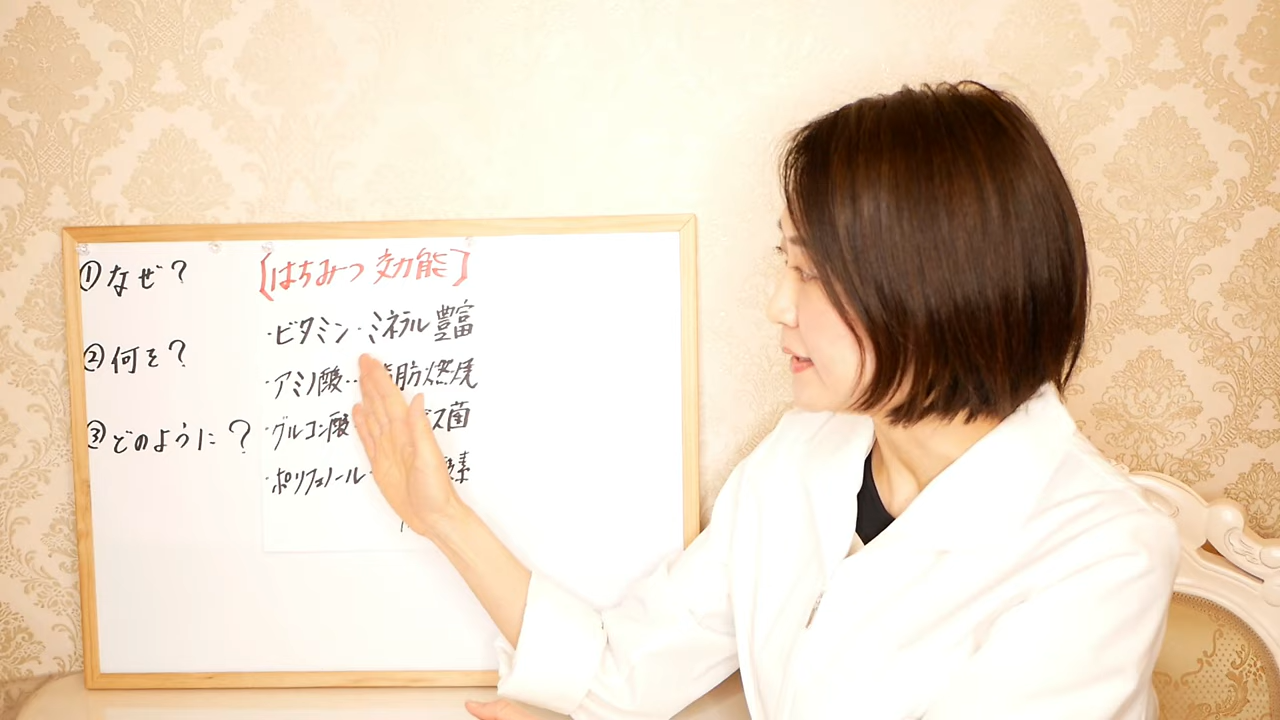 ①なぜ?
②何を?
③どのように?
【はちみつ 効能】
・ビタミン・ミネラル 豊富
・アミノ酸…脂肪燃焼
・グルコン酸 ス菌
・ポリフェノール 素